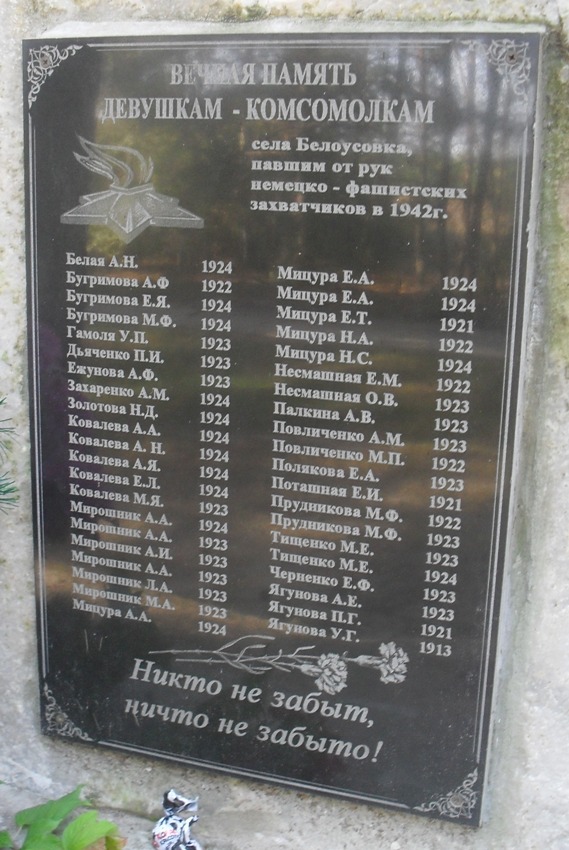 ВЕЧНАЯ ПАМЯТЬ
ДЕВУШКАМ - КОМСОМОЛКАМ
села Белоусовка,
павшим от рук
немецко - фашистских
захватчиков в 1942г.
Белая А.Н. 1924
Бугримова А.Ф 1922
Бугримова Е.Я. 1924
Бугримова М.Ф. 1924
Гамоля У.П. 1923
Дьяченко П.И. 1923
Ежунова А.Ф. 1923
Захаренко А.М. 1924
Золотова Н.Д. 1924
Ковалева А.А. 1924
Ковалева А. Н. 1924
Ковалева А.Я. 1924
Ковалева Е.Л. 1924
Ковалева М.Я. 1923
Мирошник А.А. 1924
Мирошник А.А. 1923
Мирошник А.И. 1923
Мирошник А.А. 1923
Мирошник Л.А. 1923
Мирошник М.А. 1923
Мицура А.А. 1924
Мицура Е.А. 1924
Мицура Е.А. 1924
Мицура Е.Т. 1921
Мицура Н.А. 1922
Мицура Н.С. 1924
Несмашная Е.М. 1922
Несмашная О.В. 1923
Палкина А.В. 1923
Повличенко А.М. 1923
Повличенко М.П. 1922
Полякова Е.А. 1923
Поташная Е.И. 1921
Прудникова М.Ф. 1922
Прудникова М.Ф. 1923
Тищенко М.Е. 1923
Тищенко М.Е. 1924
Черненко Е.Ф. 1923
Ягунова А.Е. 1923
Ягунова П.Г. 1921
Ягунова У.Г. 1913
Никто не забыт,
ничто не забыто!